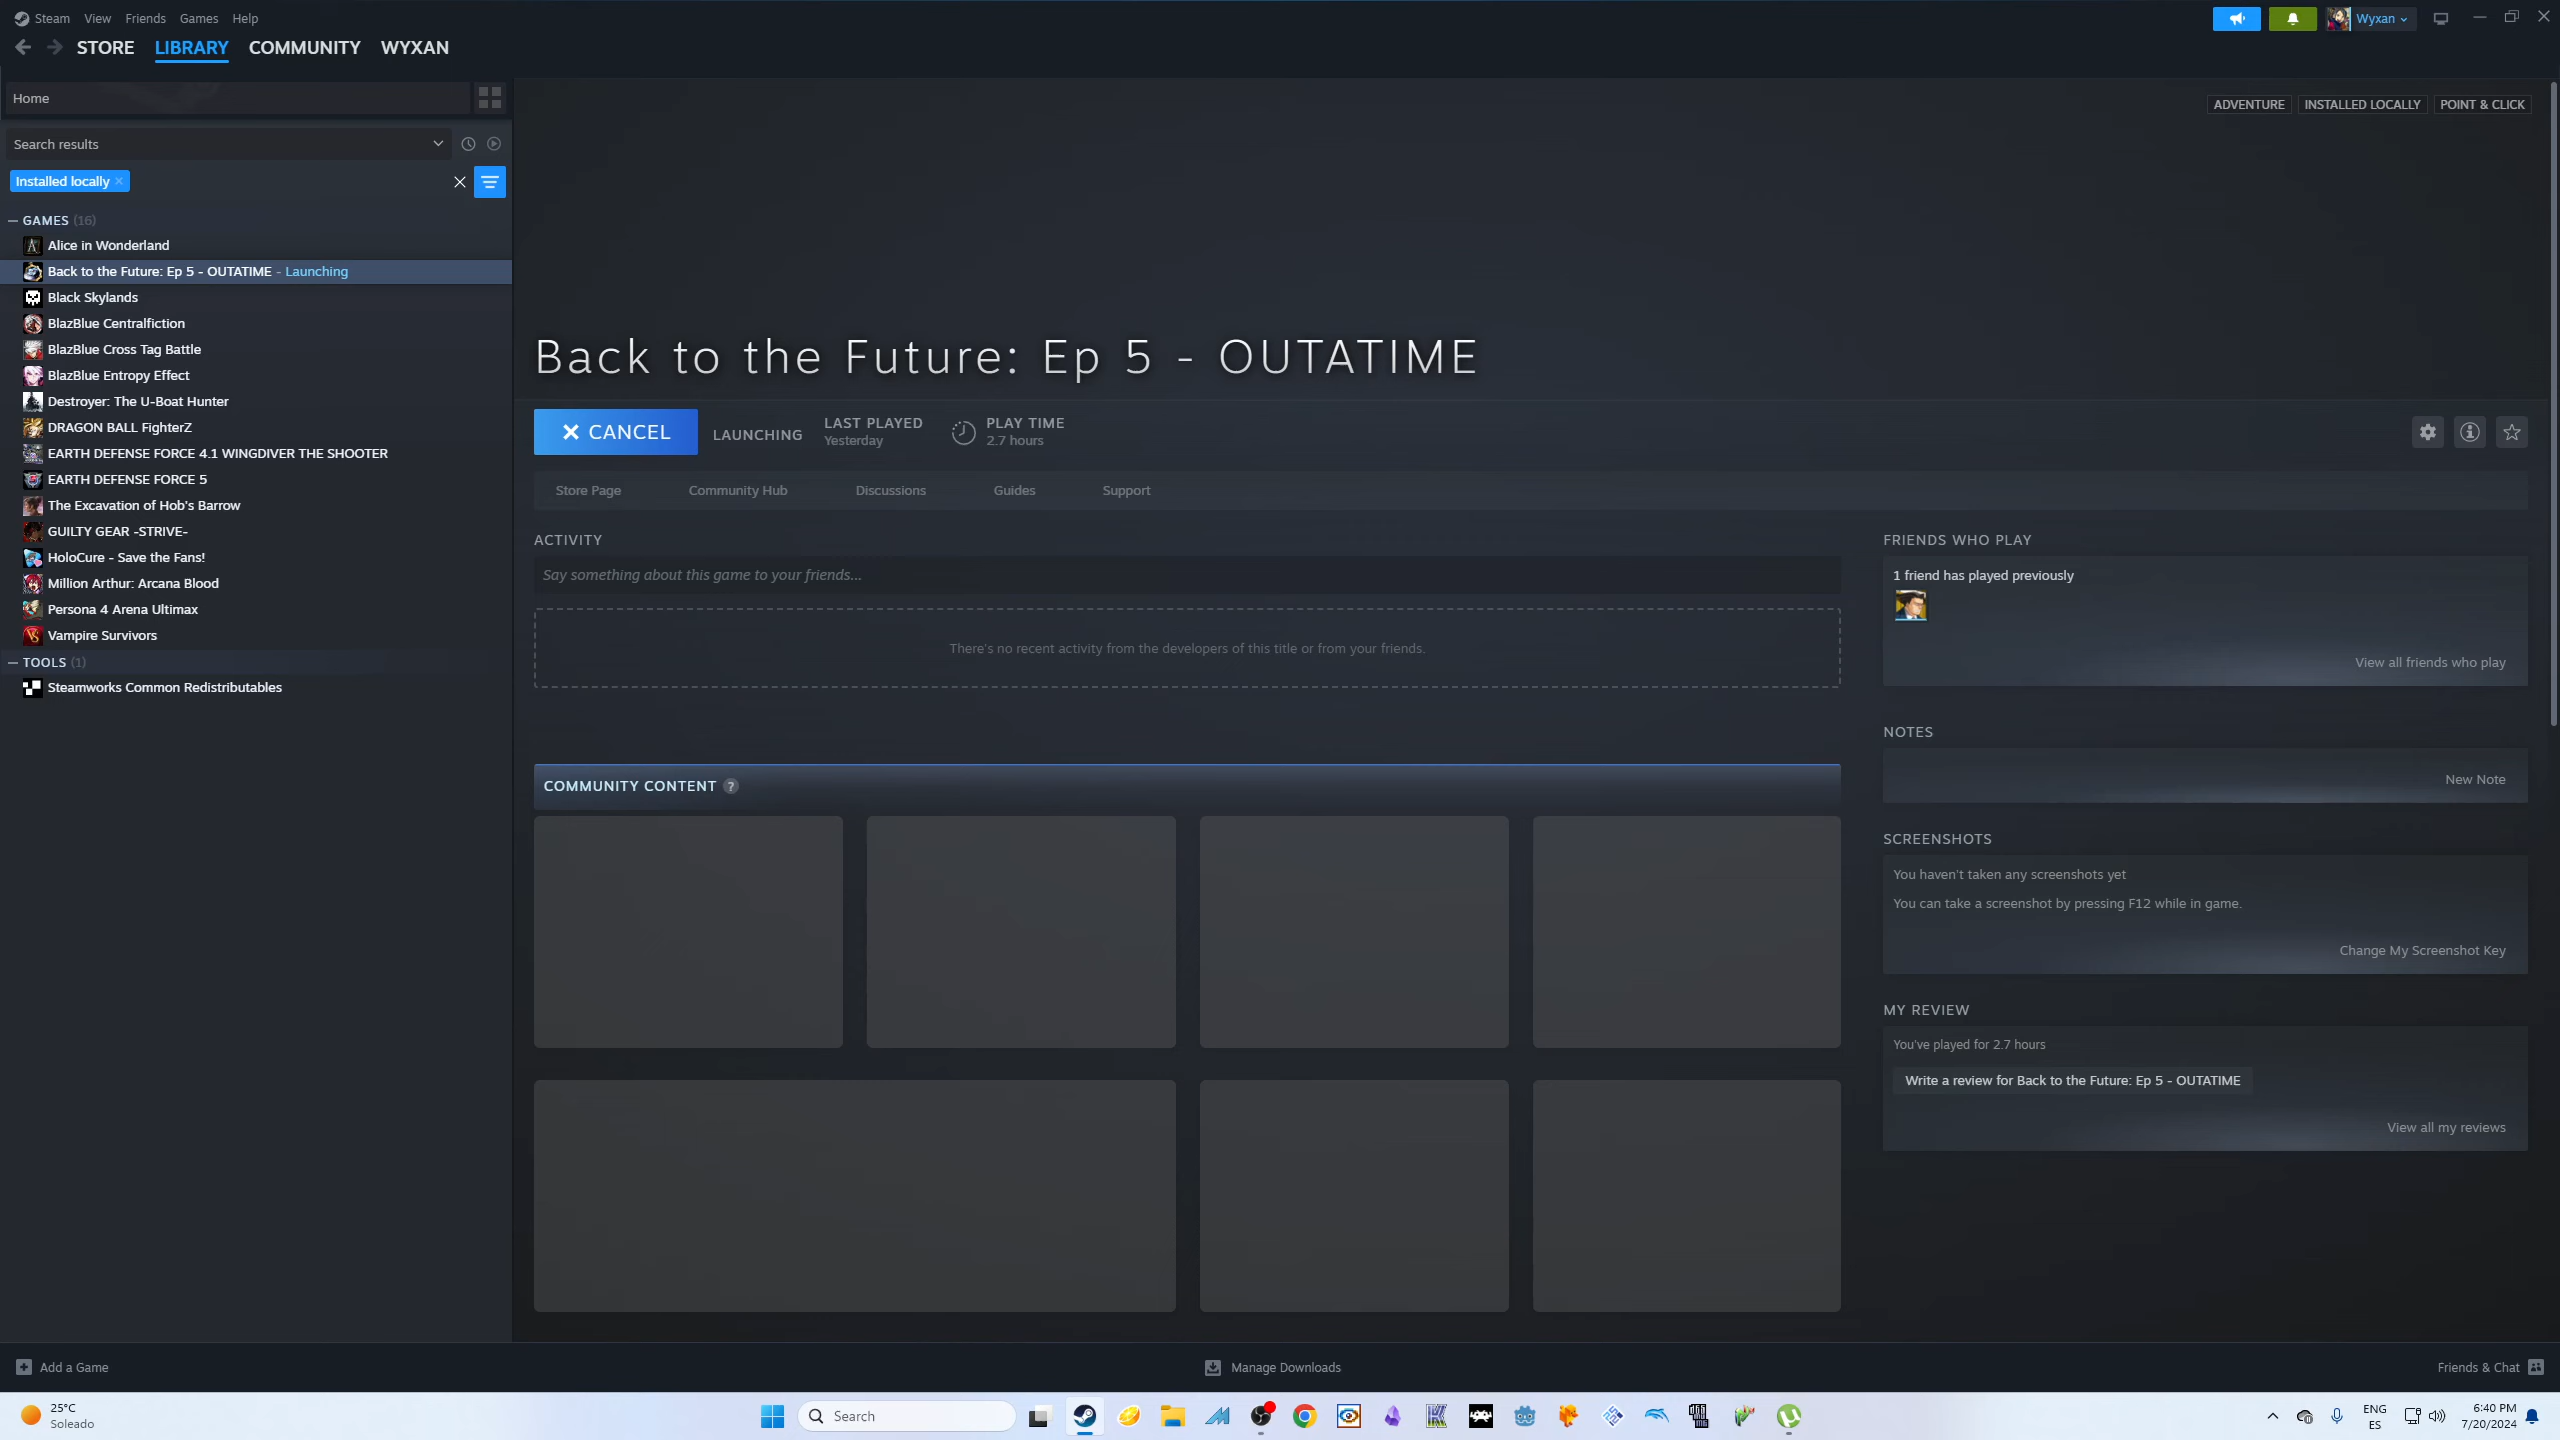 Steam View Friends Games Help
Wyxan
STORE LIBRARY COMMUNITY WYXAN
Home
ADVENTURE INSTALLED LOCALLY POINT & CLICK
Search results
Installed locally
GAMES (16)
Alice in Wonderland
Back to the Future: Ep 5 - OUTATIME - Launching
Black Skylands
BlazBlue Centralfiction
BlazBlue Cross Tag Battle
BlazBlue Entropy Effect
Destroyer: The U-Boat Hunter
DRAGON BALL FighterZ
EARTH DEFENSE FORCE 4.1 WINGDIVER THE SHOOTER
EARTH DEFENSE FORCE 5
The Excavation of Hob's Barrow
GUILTY GEAR -STRIVE-
HoloCure - Save the Fans!
Million Arthur: Arcana Blood
Persona 4 Arena Ultimax
Vampire Survivors
TOOLS (1)
Steamworks Common Redistributables
Back to the Future: Ep 5 - OUTATIME
CANCEL
LAUNCHING
LAST PLAYED
Yesterday
PLAY TIME
2.7 hours
Store Page Community Hub Discussions Guides Support
ACTIVITY
Say something about this game to your friends...
There's no recent activity from the developers of this title or from your friends.
COMMUNITY CONTENT ?
FRIENDS WHO PLAY
1 friend has played previously
View all friends who play
NOTES
New Note
SCREENSHOTS
You haven't taken any screenshots yet
You can take a screenshot by pressing F12 while in game.
Change My Screenshot Key
MY REVIEW
You've played for 2.7 hours
Write a review for Back to the Future: Ep 5 - OUTATIME
View all my reviews
Add a Game
Manage Downloads
Friends & Chat
25°C
Soleado
Search
ENG
ES
6:40 PM
7/20/2024